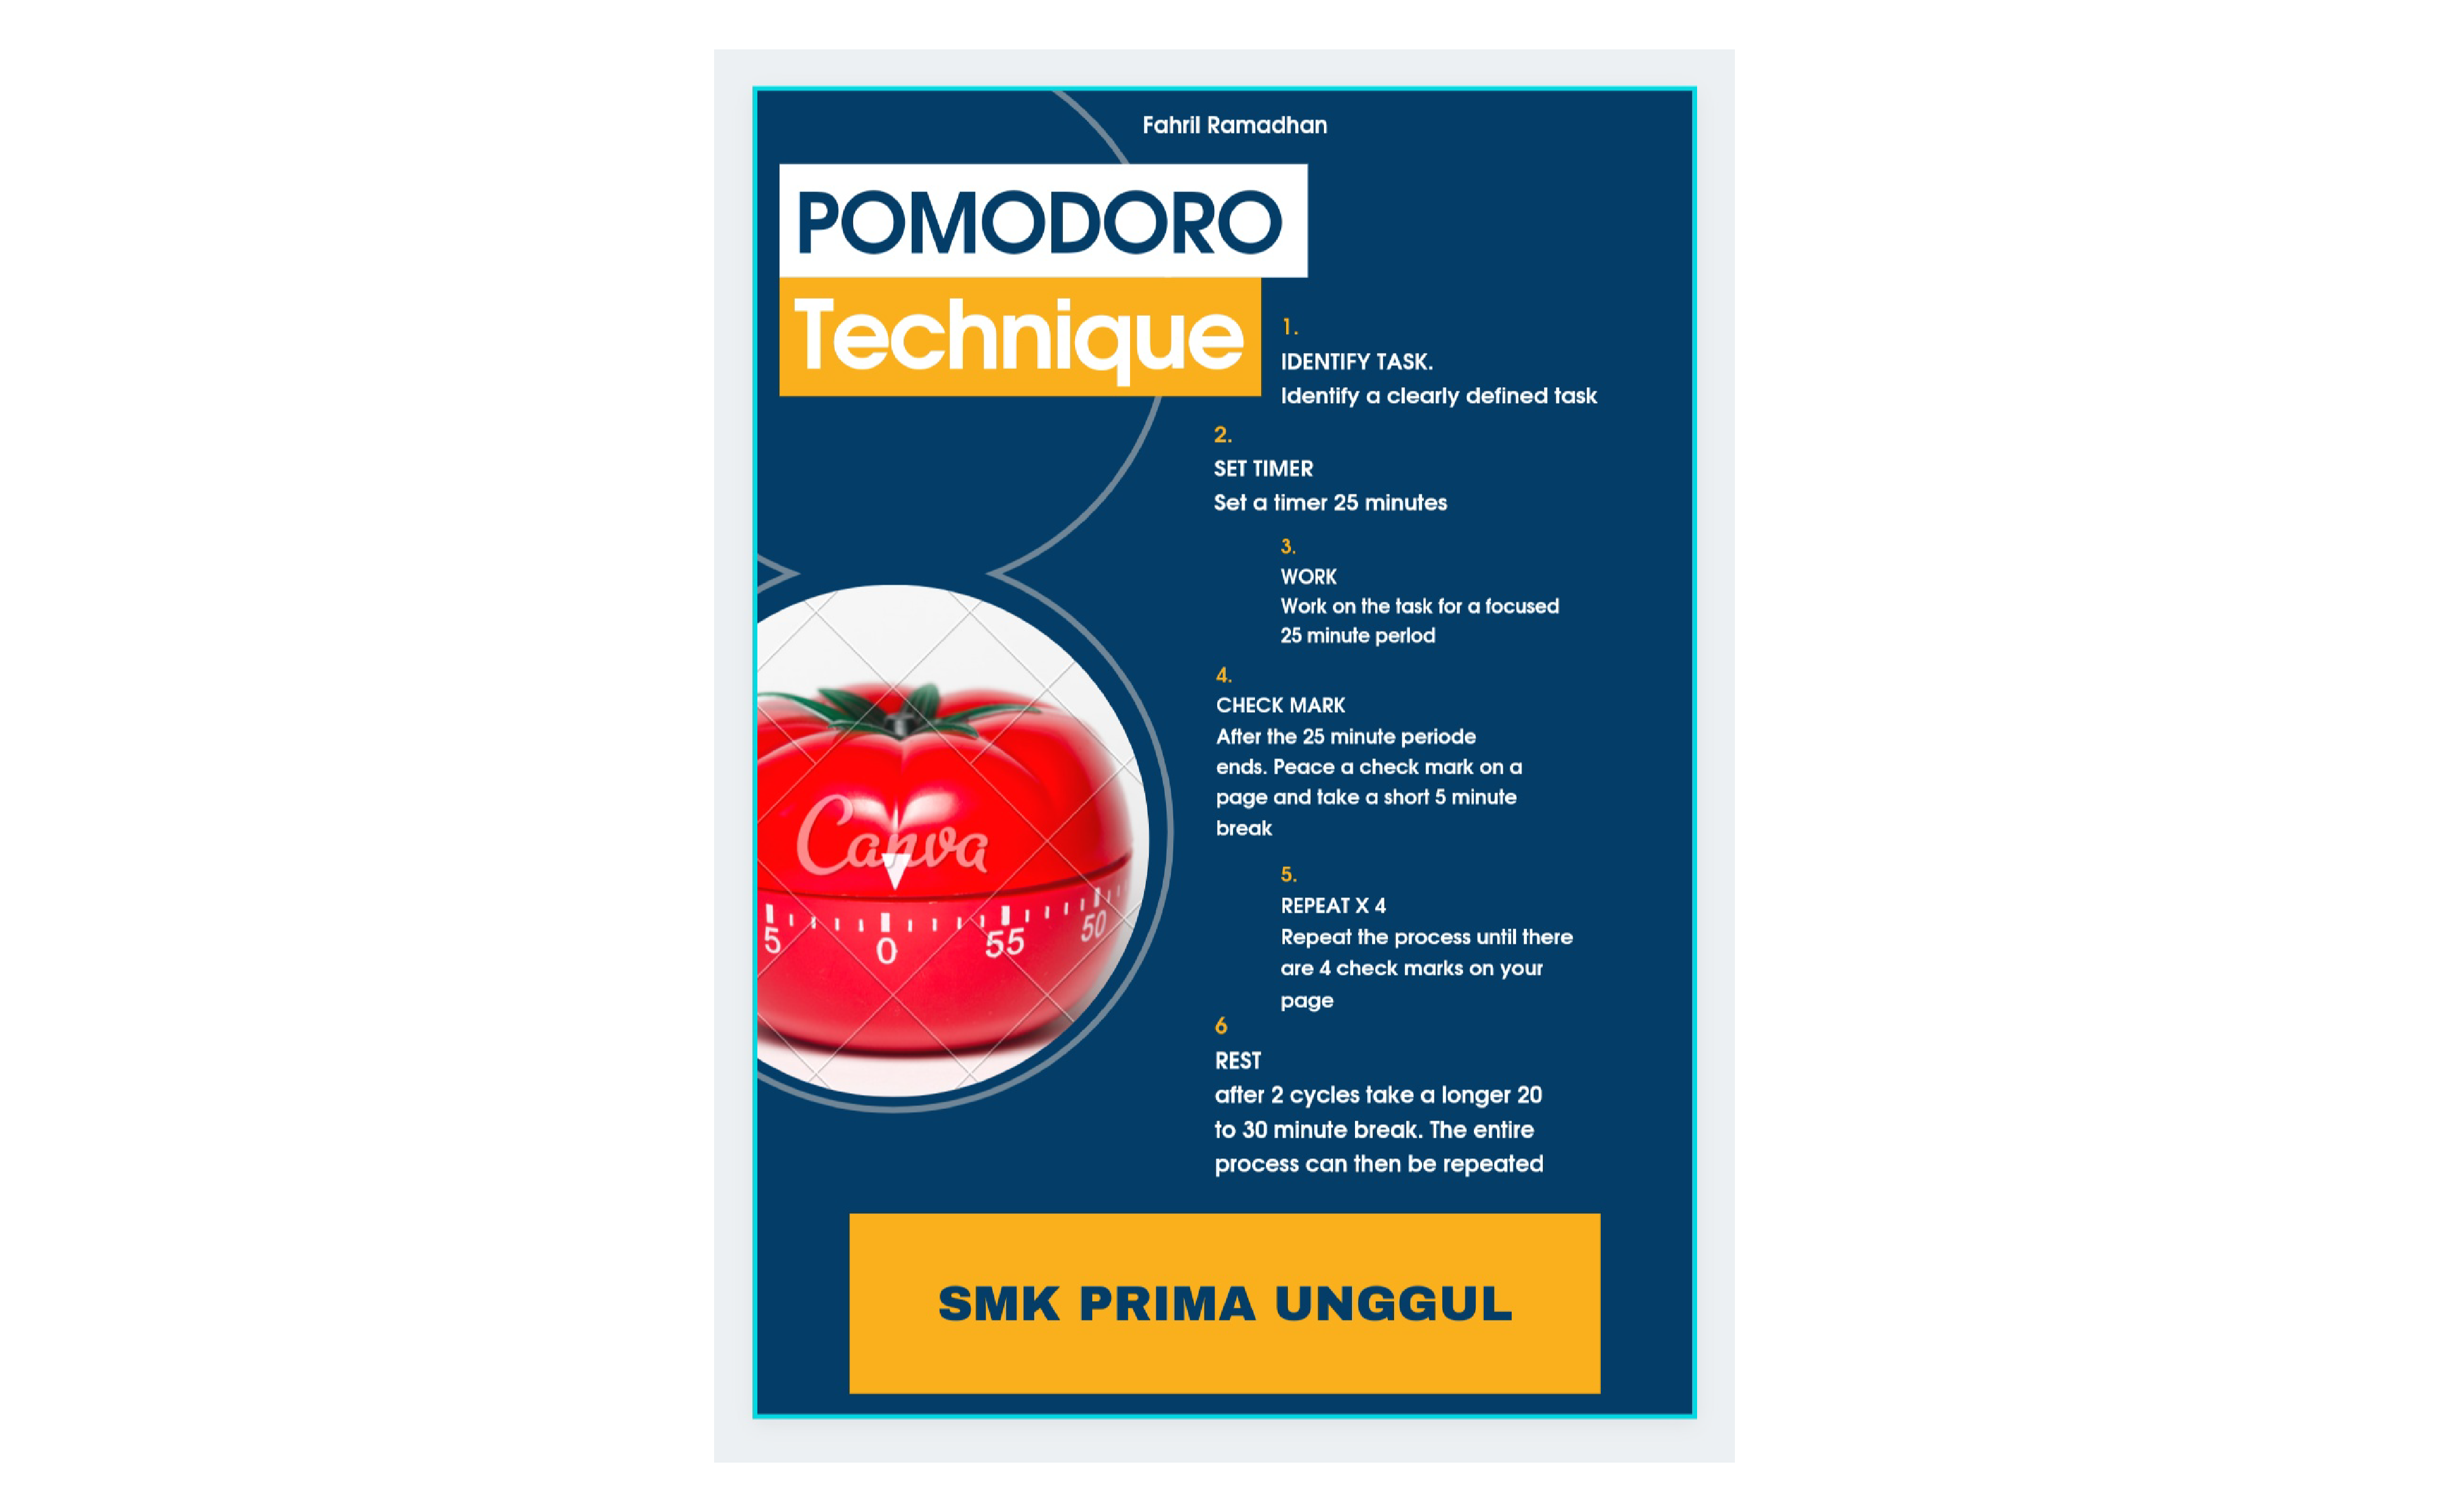 Fahril Ramadhan
POMODORO
Technique
1.
IDENTIFY TASK.
Identify a clearly defined task
2.
SET TIMER
Set a timer 25 minutes
3.
WORK
Work on the task for a focused
25 minute perlod
4.
CHECK MARK
After the 25 minute periode
ends. Peace a check mark on a
page and take a short 5 minute
break
5.
REPEAT X 4
Repeat the process until there
are 4 check marks on your
page
6
REST
after 2 cycles take a longer 20
to 30 minute break. The entire
process can then be repeated
Canva
5 0 55 50
SMK PRIMA UNGGUL